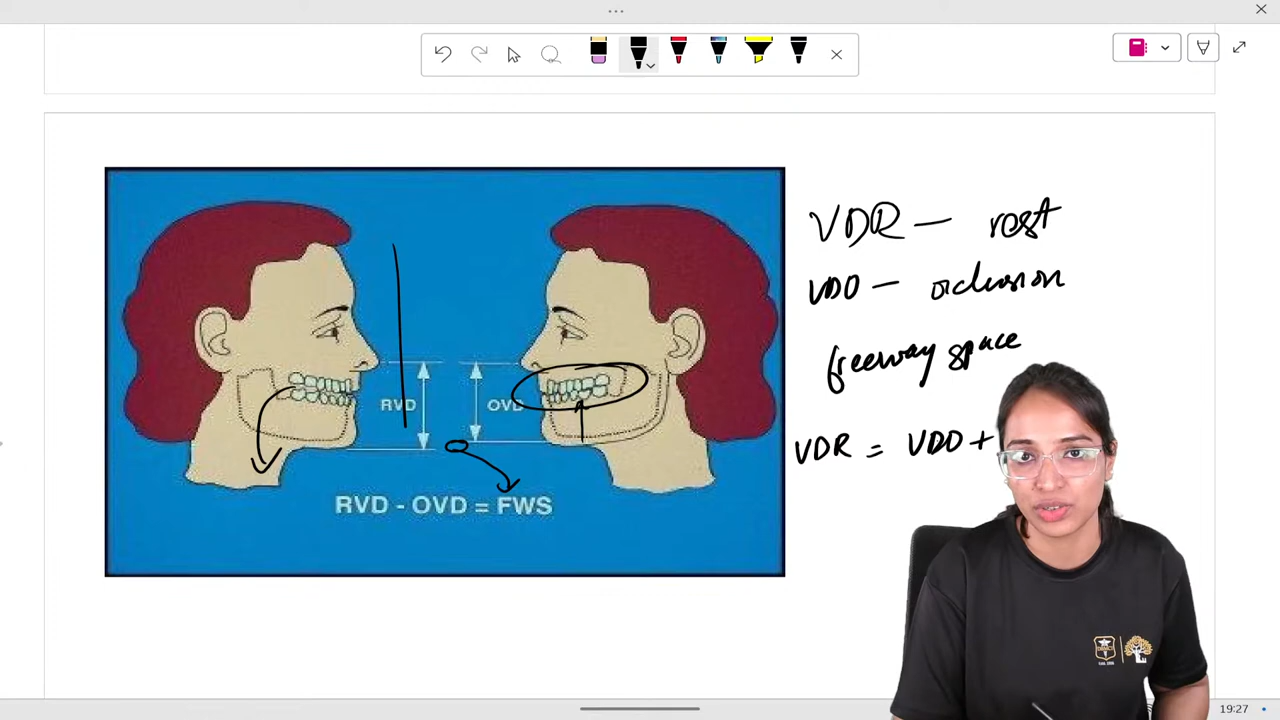 VDR — rest
VDO — occlusion
freeway space
VDR = VDO +
RVD
OVD
RVD - OVD = FWS
19:27